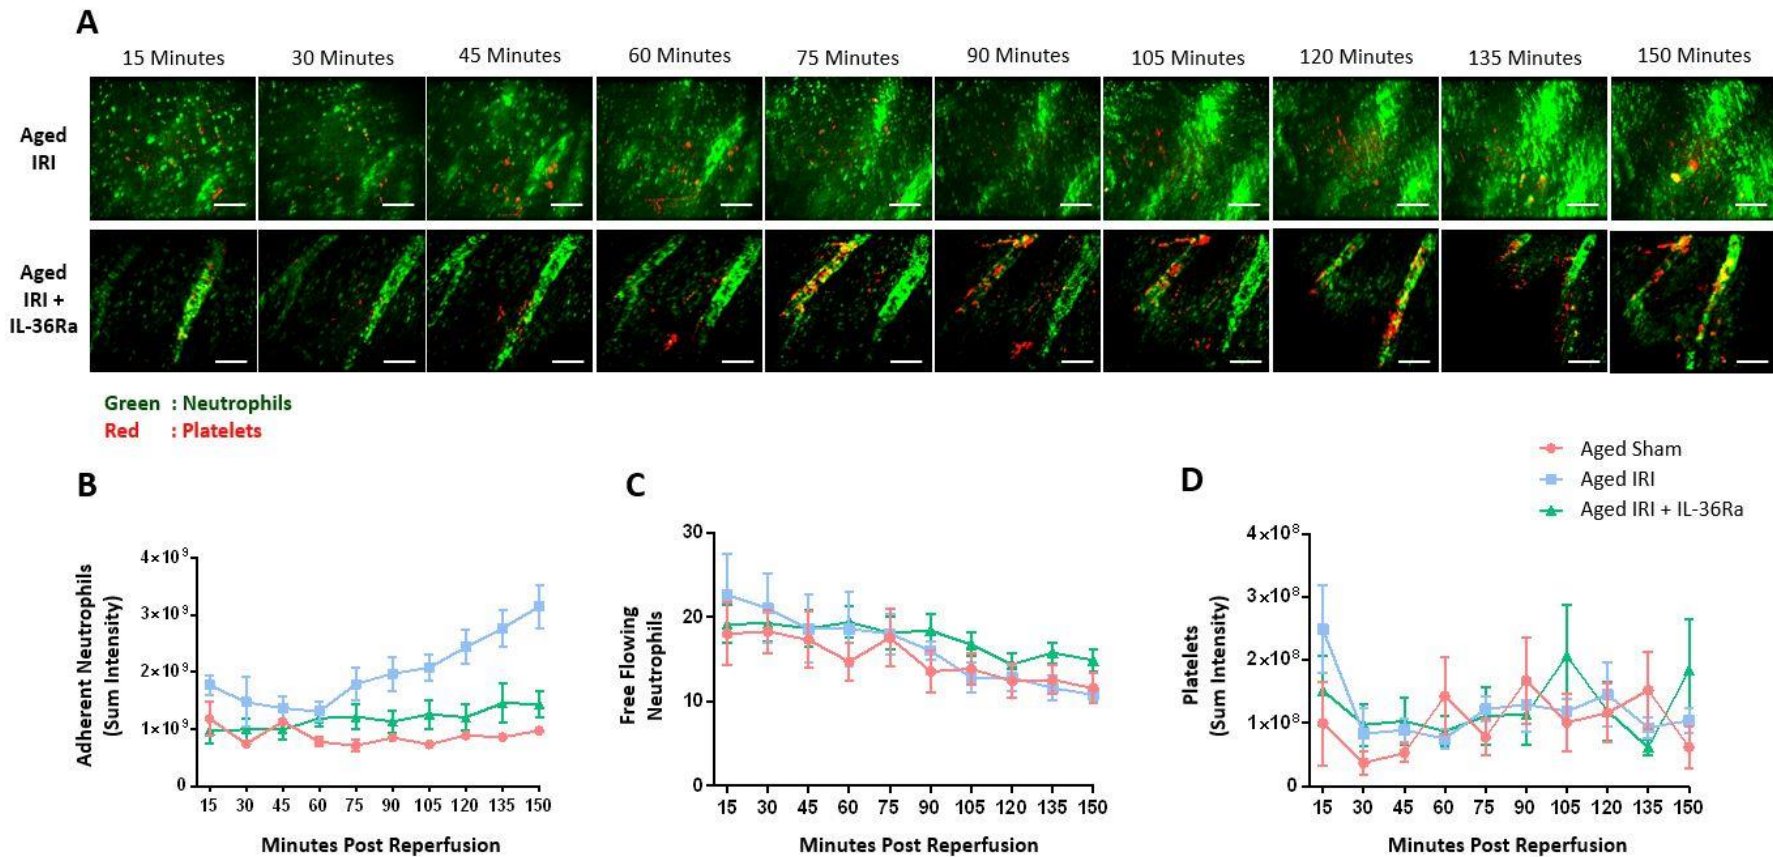 A
15 Minutes 30 Minutes 45 Minutes 60 Minutes 75 Minutes 90 Minutes 105 Minutes 120 Minutes 135 Minutes 150 Minutes
Aged
IRI
Aged
IRI +
IL-36Ra
Green : Neutrophils
Red : Platelets
Aged Sham
Aged IRI
Aged IRI + IL-36Ra
B
Adherent Neutrophils
(Sum Intensity)
4×10⁹
3×10⁹
2×10⁹
1×10⁹
0
15 30 45 60 75 90 105 120 135 150
Minutes Post Reperfusion
C
Free Flowing
Neutrophils
30
20
10
0
15 30 45 60 75 90 105 120 135 150
Minutes Post Reperfusion
D
Platelets
(Sum Intensity)
4×10⁸
3×10⁸
2×10⁸
1×10⁸
0
15 30 45 60 75 90 105 120 135 150
Minutes Post Reperfusion